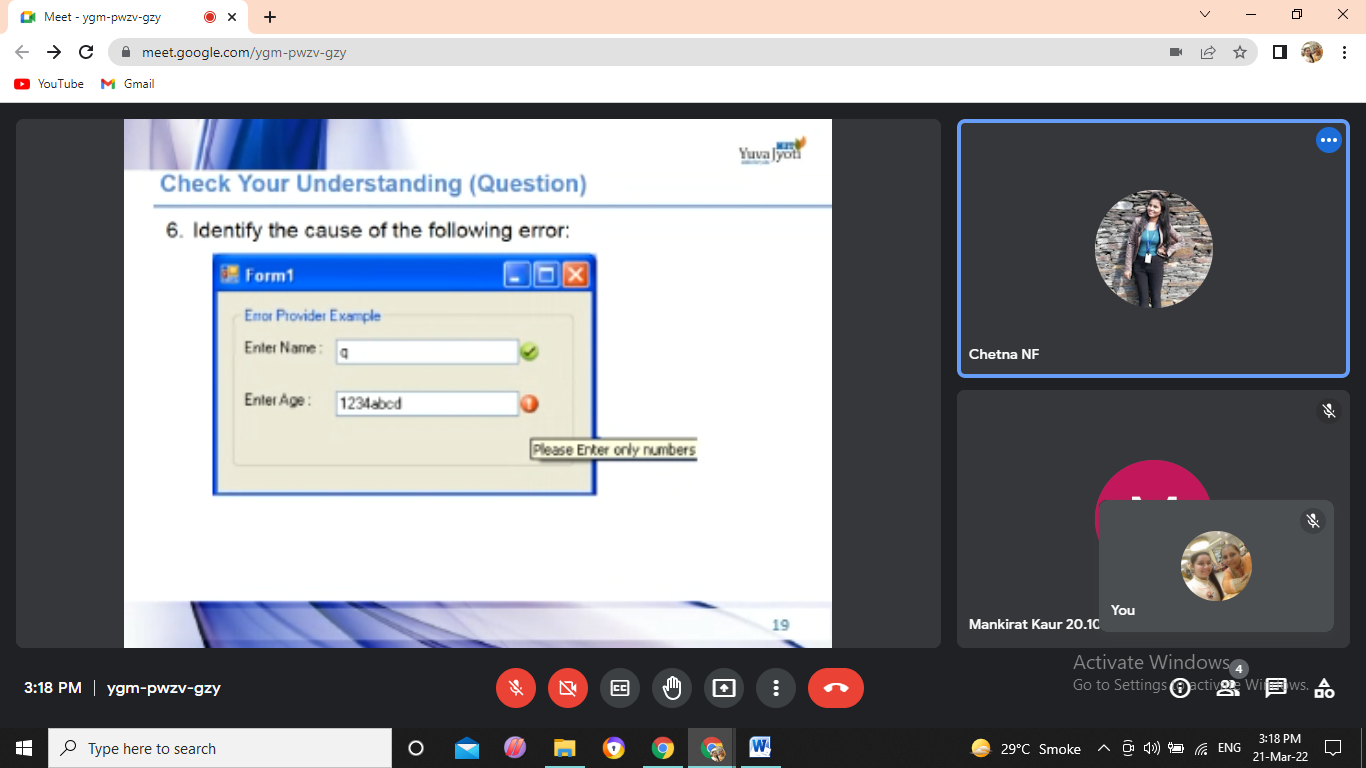 Meet - ygm-pwzv-gzy
meet.google.com/ygm-pwzv-gzy
YouTube
Gmail
Yuva Jyoti
Check Your Understanding (Question)
6. Identify the cause of the following error:
Form1
Error Provider Example
Enter Name :
q
Enter Age :
1234abcd
Please Enter only numbers
19
Chetna NF
Mankirat Kaur 20.10
You
Activate Windows
Go to Settings to activate Windows.
4
3:18 PM | ygm-pwzv-gzy
Type here to search
29°C Smoke
ENG
3:18 PM
21-Mar-22